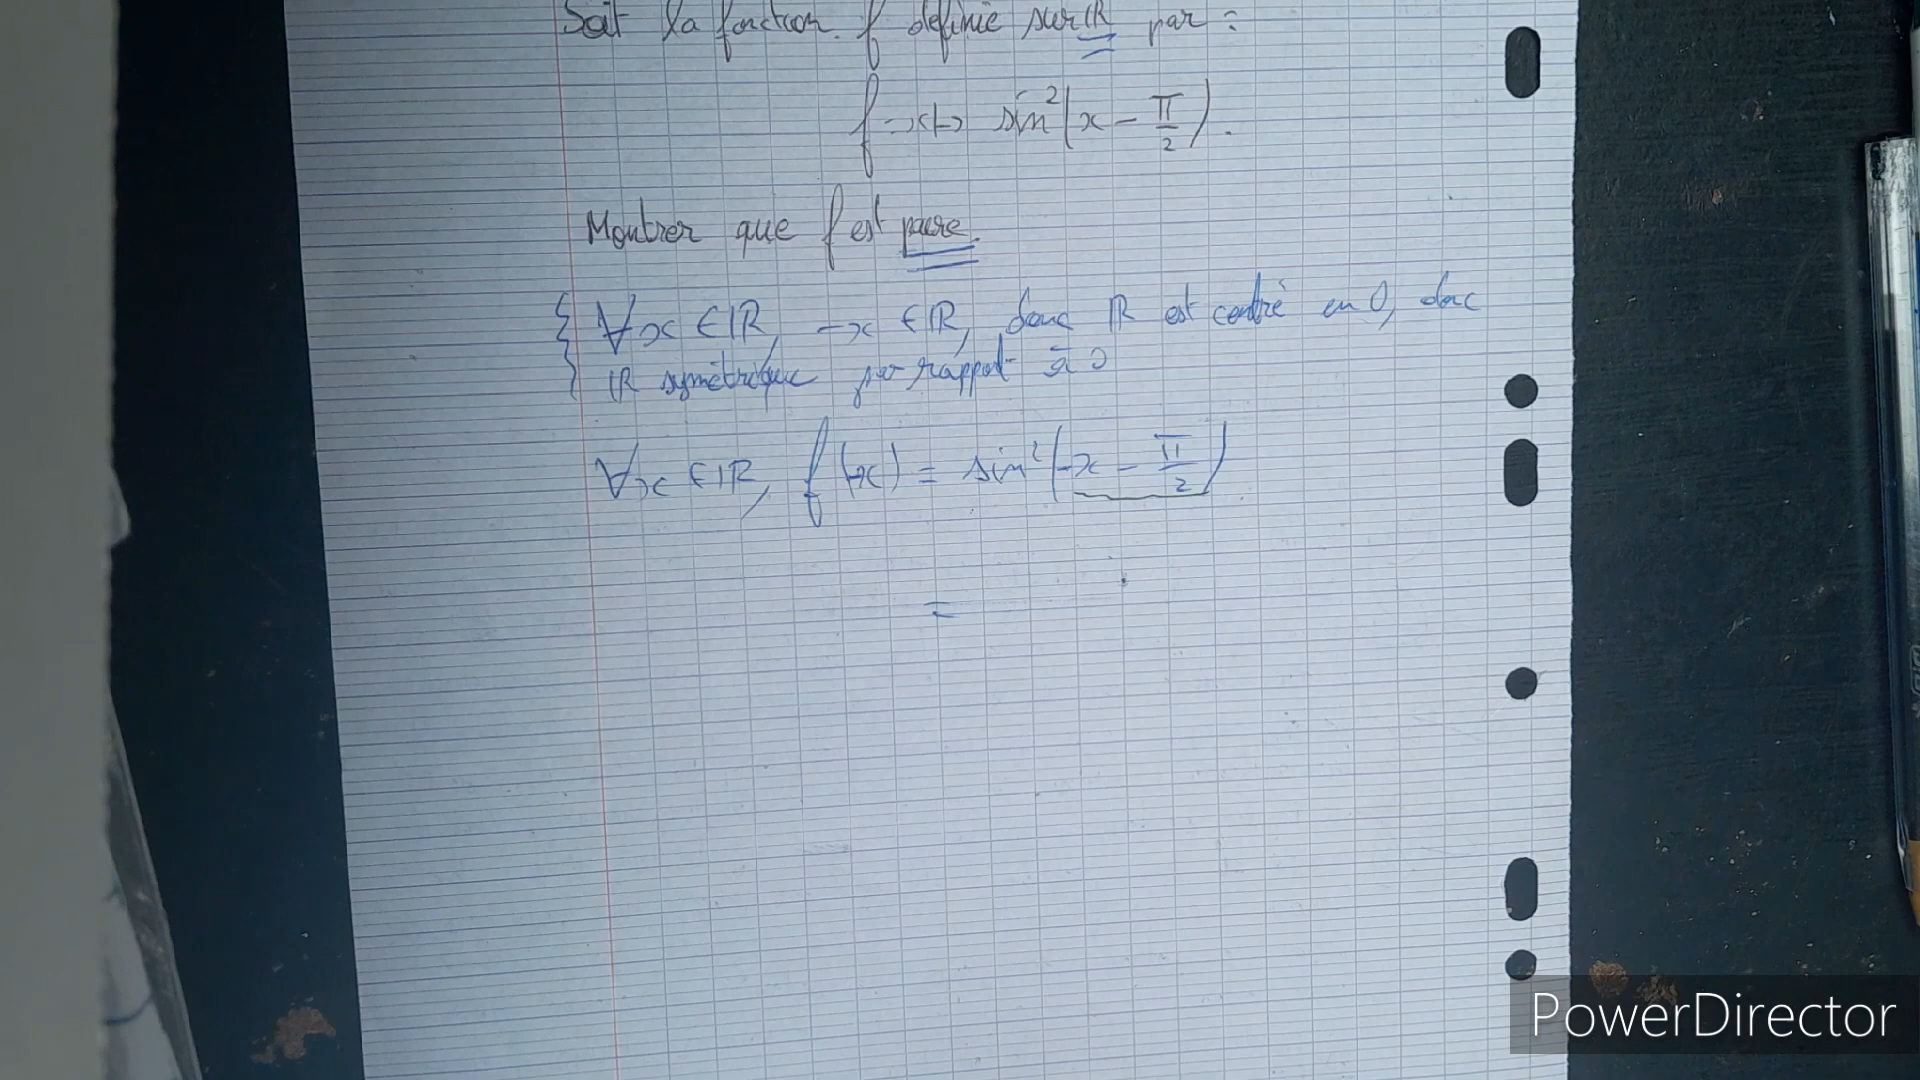 Soit la fonction f définie sur ℝ par :
f : x ↦ sin²(x - π/2).
Montrer que f est paire.
∀x ∈ ℝ, -x ∈ ℝ, donc ℝ est centré en 0, donc
ℝ symétrique par rapport à 0
∀x ∈ ℝ, f(-x) = sin²(-x - π/2)
=
PowerDirector